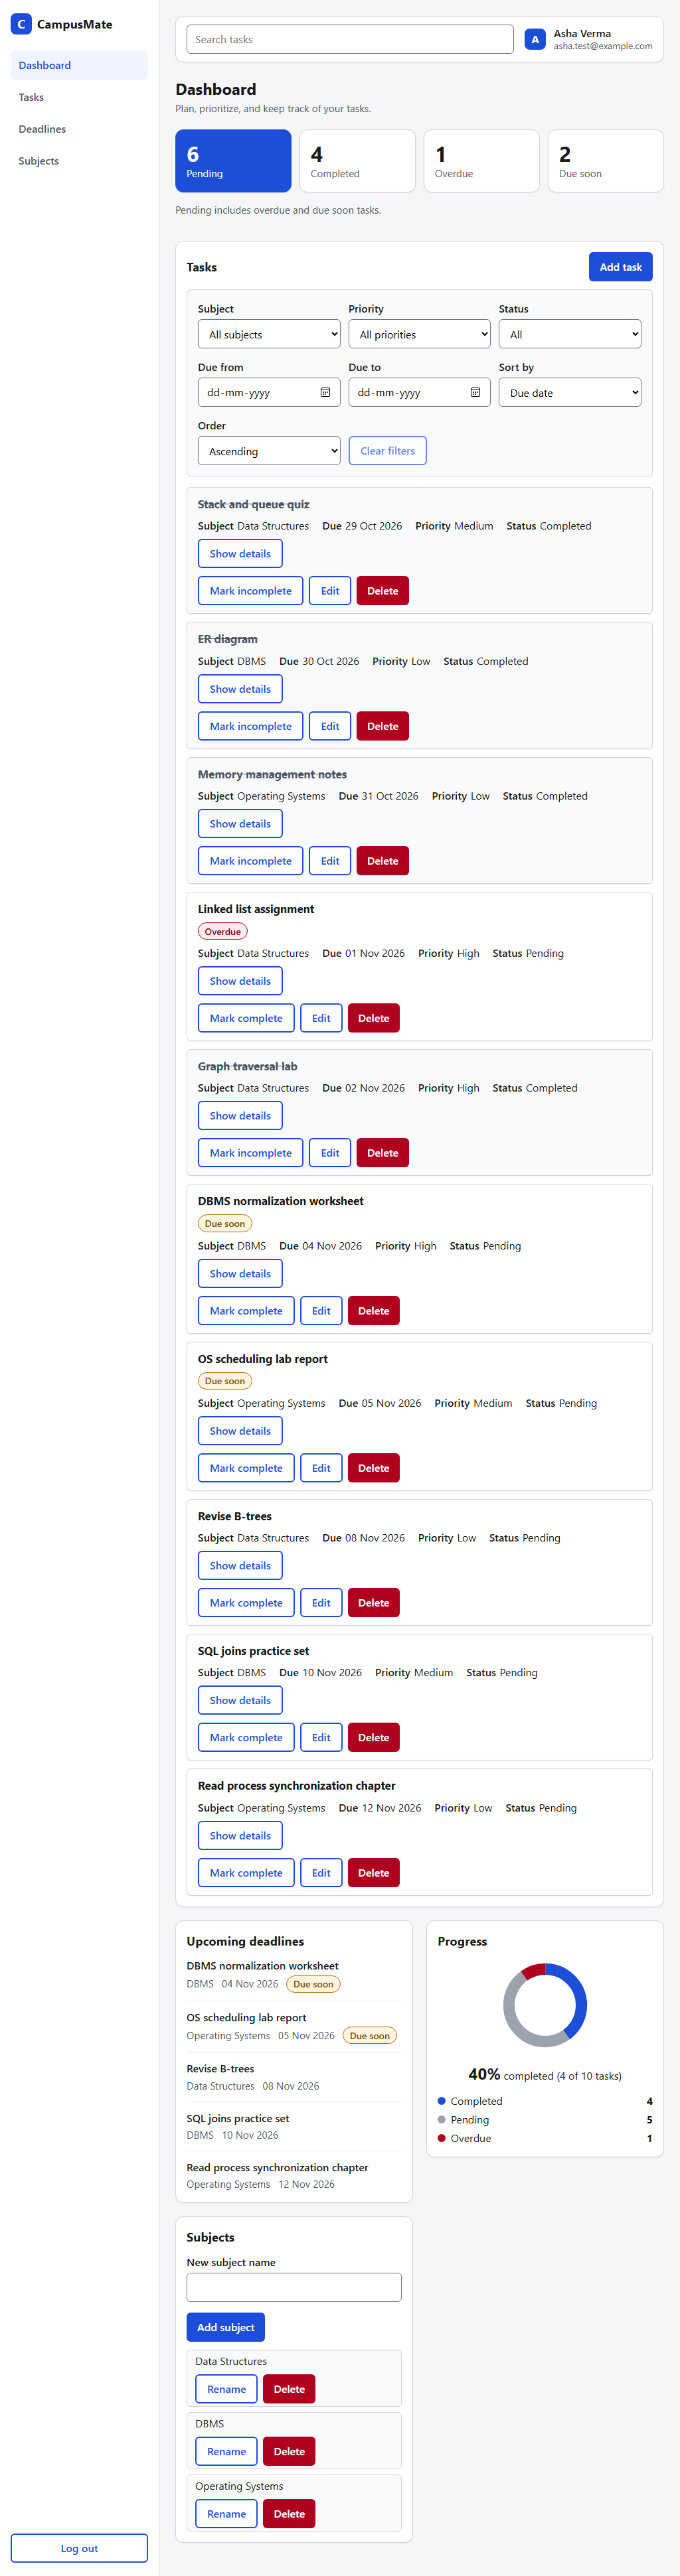 C CampusMate
Dashboard
Tasks
Deadlines
Subjects
Search tasks
A
Asha Verma
asha.test@example.com
Dashboard
Plan, prioritize, and keep track of your tasks.
6
Pending
4
Completed
1
Overdue
2
Due soon
Pending includes overdue and due soon tasks.
Tasks
Add task
Subject Priority Status
All subjects All priorities All
Due from Due to Sort by
dd-mm-yyyy dd-mm-yyyy Due date
Order
Ascending Clear filters
Stack and queue quiz
Subject Data Structures Due 29 Oct 2026 Priority Medium Status Completed
Show details
Mark incomplete Edit Delete
ER diagram
Subject DBMS Due 30 Oct 2026 Priority Low Status Completed
Show details
Mark incomplete Edit Delete
Memory management notes
Subject Operating Systems Due 31 Oct 2026 Priority Low Status Completed
Show details
Mark incomplete Edit Delete
Linked list assignment
Overdue
Subject Data Structures Due 01 Nov 2026 Priority High Status Pending
Show details
Mark complete Edit Delete
Graph traversal lab
Subject Data Structures Due 02 Nov 2026 Priority High Status Completed
Show details
Mark incomplete Edit Delete
DBMS normalization worksheet
Due soon
Subject DBMS Due 04 Nov 2026 Priority High Status Pending
Show details
Mark complete Edit Delete
OS scheduling lab report
Due soon
Subject Operating Systems Due 05 Nov 2026 Priority Medium Status Pending
Show details
Mark complete Edit Delete
Revise B-trees
Subject Data Structures Due 08 Nov 2026 Priority Low Status Pending
Show details
Mark complete Edit Delete
SQL joins practice set
Subject DBMS Due 10 Nov 2026 Priority Medium Status Pending
Show details
Mark complete Edit Delete
Read process synchronization chapter
Subject Operating Systems Due 12 Nov 2026 Priority Low Status Pending
Show details
Mark complete Edit Delete
Upcoming deadlines
DBMS normalization worksheet
DBMS 04 Nov 2026 Due soon
OS scheduling lab report
Operating Systems 05 Nov 2026 Due soon
Revise B-trees
Data Structures 08 Nov 2026
SQL joins practice set
DBMS 10 Nov 2026
Read process synchronization chapter
Operating Systems 12 Nov 2026
Progress
40% completed (4 of 10 tasks)
Completed 4
Pending 5
Overdue 1
Subjects
New subject name
Add subject
Data Structures
Rename Delete
DBMS
Rename Delete
Operating Systems
Rename Delete
Log out